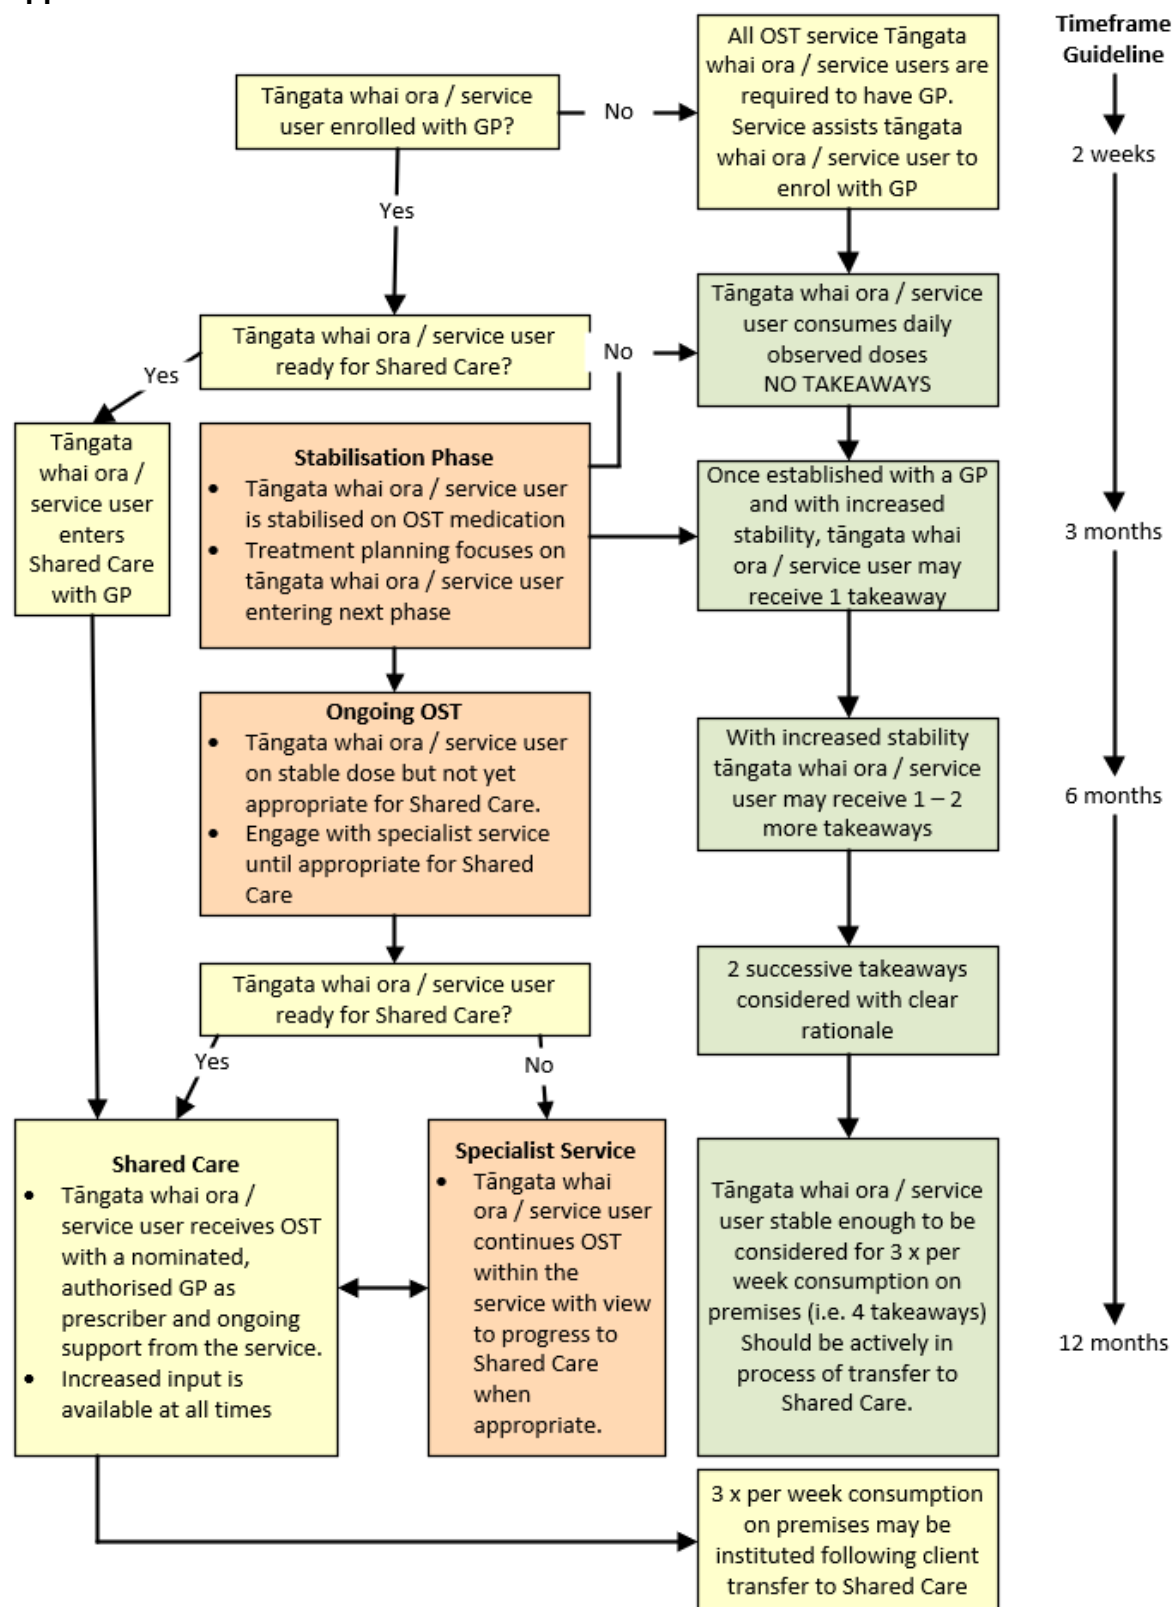 Timeframe
Guideline
All OST service Tāngata
whai ora / service users are
required to have GP.
Service assists tāngata
whai ora / service user to
enrol with GP
Tāngata whai ora / service
user enrolled with GP?
No
2 weeks
Yes
Tāngata whai ora / service
user consumes daily
observed doses
NO TAKEAWAYS
Tāngata whai ora / service user
ready for Shared Care?
No
Yes
Tāngata
whai ora /
service user
enters
Shared Care
with GP
Stabilisation Phase
• Tāngata whai ora / service user
is stabilised on OST medication
• Treatment planning focuses on
tāngata whai ora / service user
entering next phase
Once established with a GP
and with increased
stability, tāngata whai
ora / service user may
receive 1 takeaway
3 months
Ongoing OST
• Tāngata whai ora / service user
on stable dose but not yet
appropriate for Shared Care.
• Engage with specialist service
until appropriate for Shared
Care
With increased stability
tāngata whai ora / service
user may receive 1 – 2
more takeaways
6 months
Tāngata whai ora / service user
ready for Shared Care?
2 successive takeaways
considered with clear
rationale
Yes
No
Shared Care
• Tāngata whai ora /
service user receives OST
with a nominated,
authorised GP as
prescriber and ongoing
support from the service.
• Increased input is
available at all times
Specialist Service
• Tāngata whai
ora / service user
continues OST
within the
service with view
to progress to
Shared Care
when
appropriate.
Tāngata whai ora / service
user stable enough to be
considered for 3 x per
week consumption on
premises (i.e. 4 takeaways)
Should be actively in
process of transfer to
Shared Care.
12 months
3 x per week consumption
on premises may be
instituted following client
transfer to Shared Care